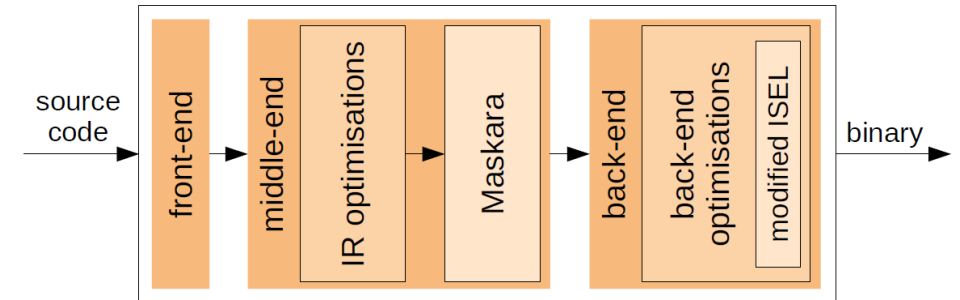 source
code
front-end
middle-end
IR optimisations
Maskara
back-end
back-end
optimisations
modified ISEL
binary